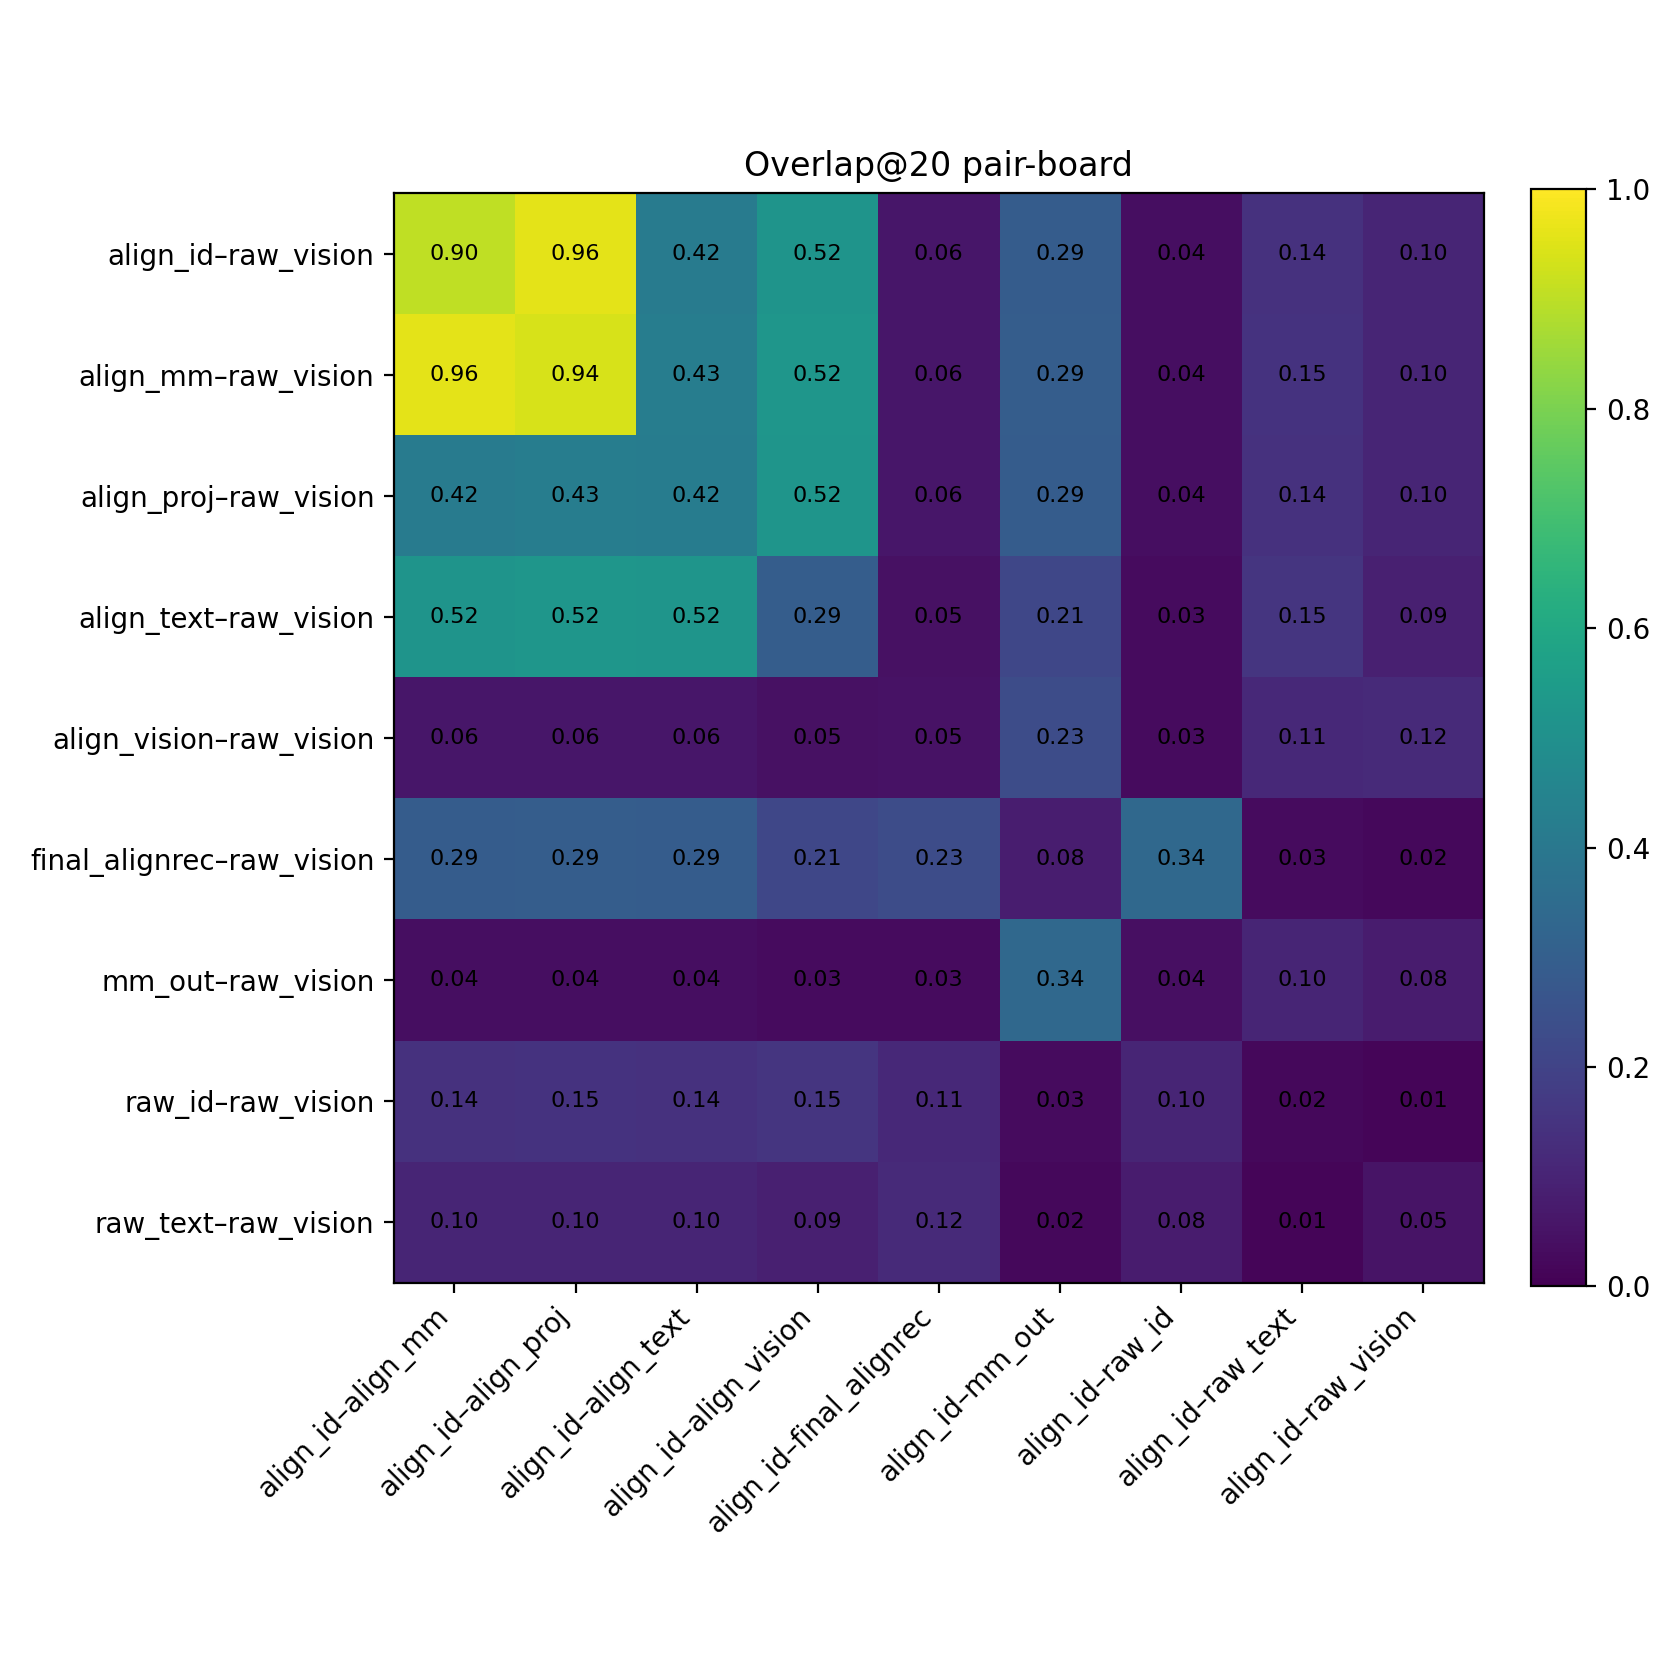 Overlap@20 pair-board
align_id–raw_vision 0.90 0.96 0.42 0.52 0.06 0.29 0.04 0.14 0.10
align_mm–raw_vision 0.96 0.94 0.43 0.52 0.06 0.29 0.04 0.15 0.10
align_proj–raw_vision 0.42 0.43 0.42 0.52 0.06 0.29 0.04 0.14 0.10
align_text–raw_vision 0.52 0.52 0.52 0.29 0.05 0.21 0.03 0.15 0.09
align_vision–raw_vision 0.06 0.06 0.06 0.05 0.05 0.23 0.03 0.11 0.12
final_alignrec–raw_vision 0.29 0.29 0.29 0.21 0.23 0.08 0.34 0.03 0.02
mm_out–raw_vision 0.04 0.04 0.04 0.03 0.03 0.34 0.04 0.10 0.08
raw_id–raw_vision 0.14 0.15 0.14 0.15 0.11 0.03 0.10 0.02 0.01
raw_text–raw_vision 0.10 0.10 0.10 0.09 0.12 0.02 0.08 0.01 0.05
align_id–align_mm
align_id–align_proj
align_id–align_text
align_id–align_vision
align_id–final_alignrec
align_id–mm_out
align_id–raw_id
align_id–raw_text
align_id–raw_vision
1.0
0.8
0.6
0.4
0.2
0.0